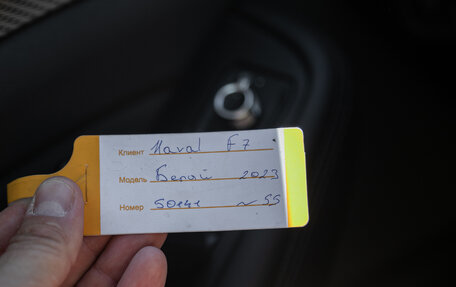 Клиент Haval F7
Модель Белый 2023
Номер 50